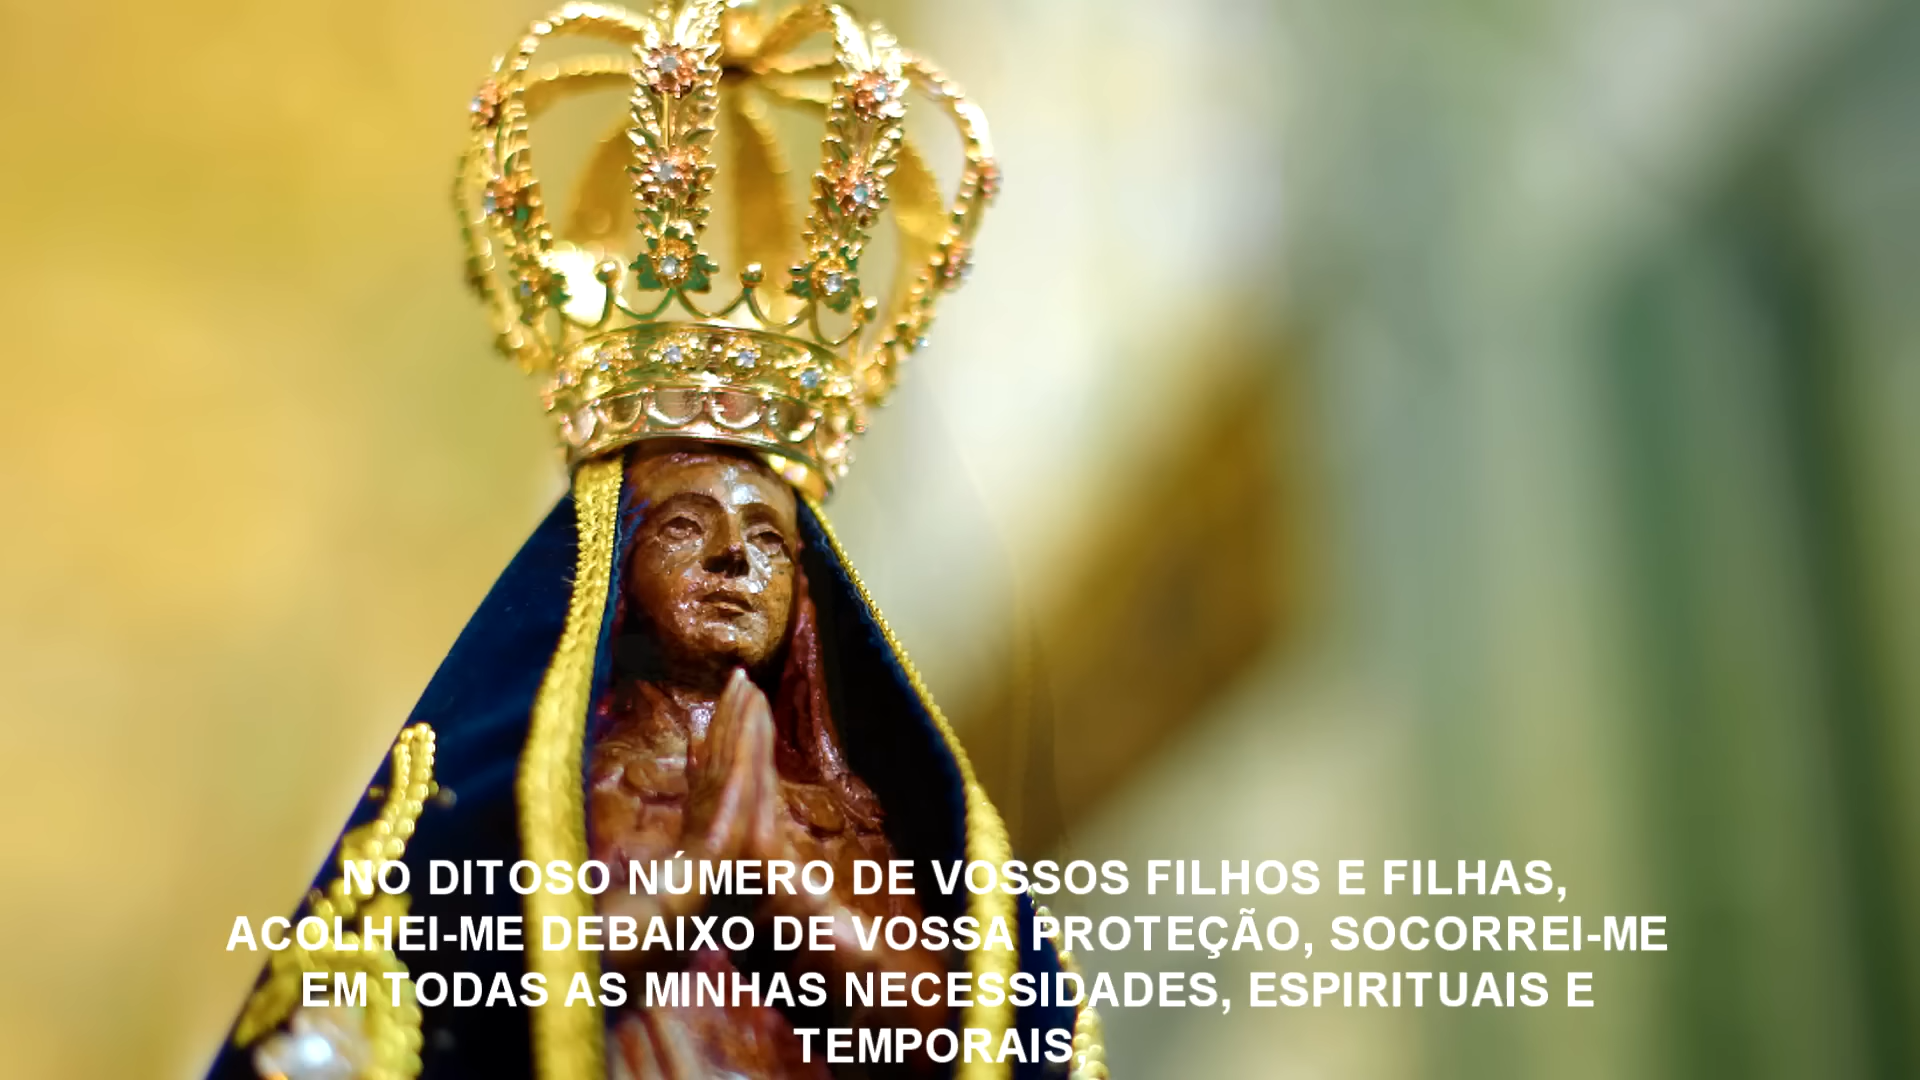 NO DITOSO NÚMERO DE VOSSOS FILHOS E FILHAS,
ACOLHEI-ME DEBAIXO DE VOSSA PROTEÇÃO, SOCORREI-ME
EM TODAS AS MINHAS NECESSIDADES, ESPIRITUAIS E
TEMPORAIS,